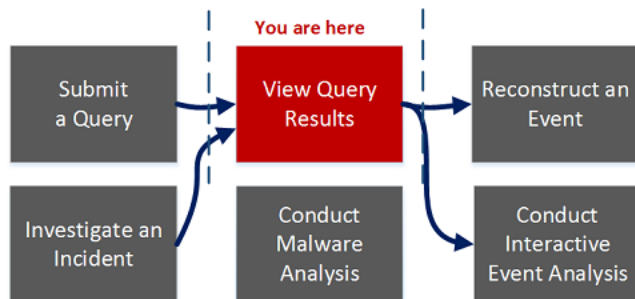 You are here
Submit
a Query
View Query
Results
Reconstruct an
Event
Investigate an
Incident
Conduct
Malware
Analysis
Conduct
Interactive
Event Analysis